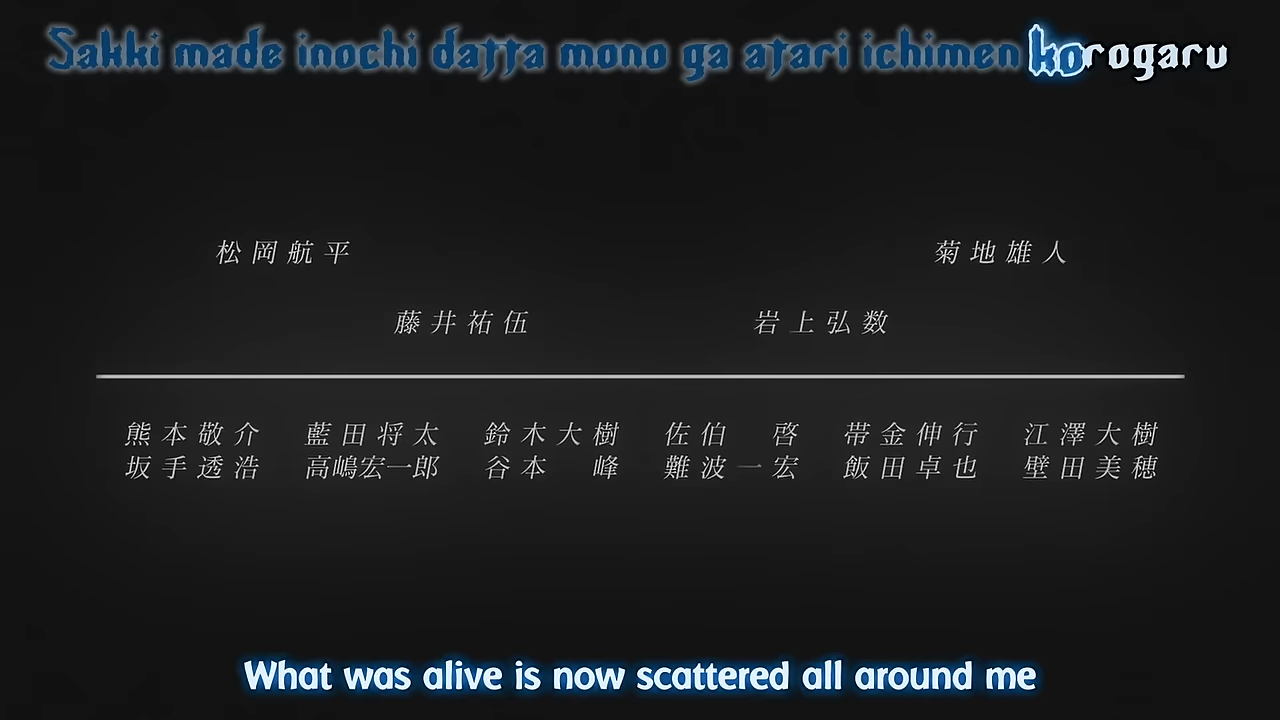 Sakki made inochi datta mono ga atari ichimen korogaru
松岡航平 菊地雄人
藤井祐伍 岩上弘数
熊本敬介 藍田将太 鈴木大樹 佐伯 啓 帯金伸行 江澤大樹
坂手透浩 高嶋宏一郎 谷本 峰 難波一宏 飯田卓也 壁田美穂
What was alive is now scattered all around me